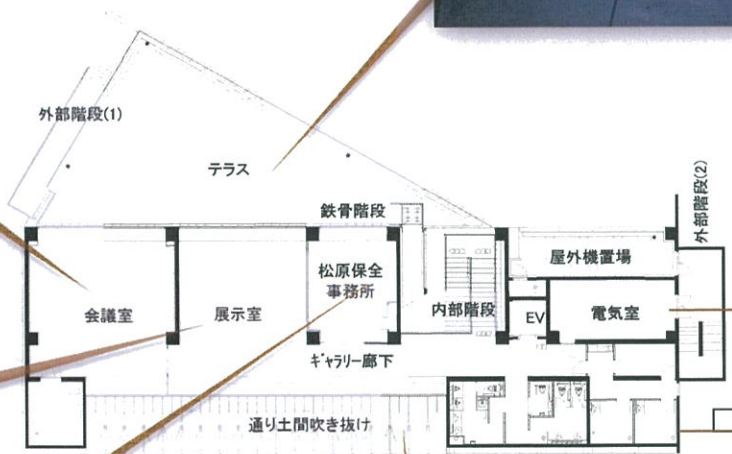 外部階段(1)
テラス
外部階段(2)
鉄骨階段
屋外機置場
松原保全
事務所
会議室
展示室
内部階段
EV
電気室
ギャラリー廊下
通り土間吹き抜け